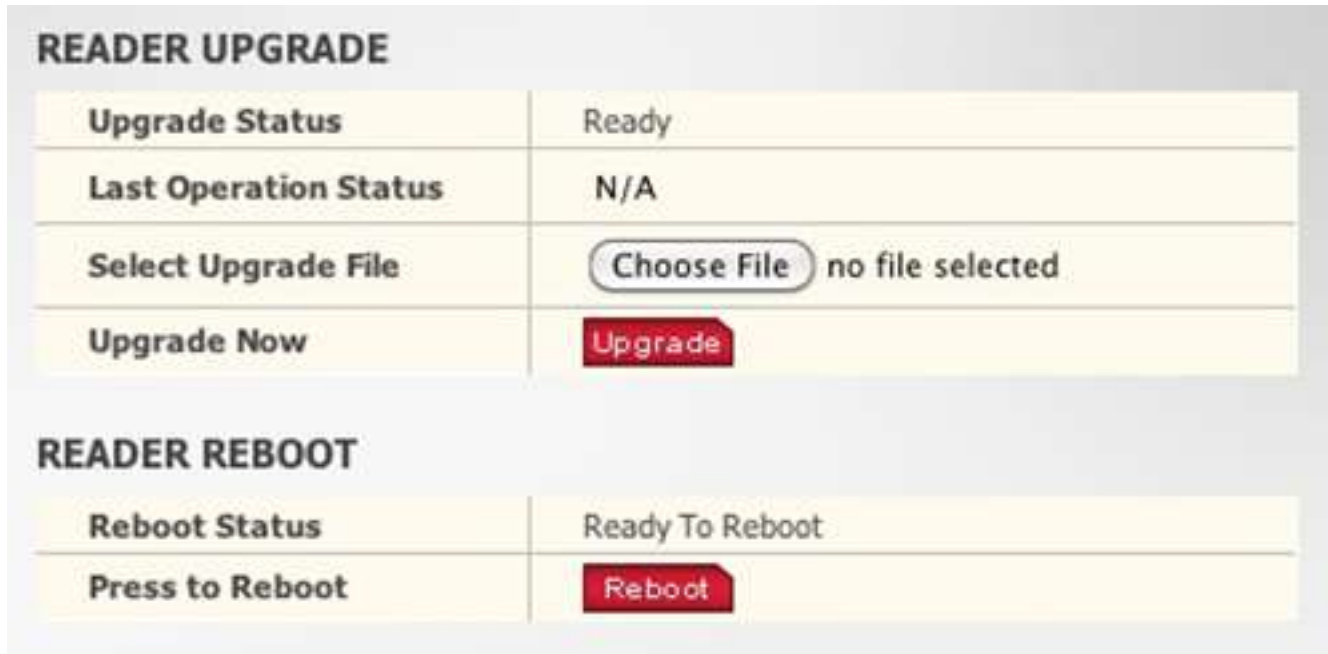 READER UPGRADE
Upgrade Status Ready
Last Operation Status N/A
Select Upgrade File Choose File no file selected
Upgrade Now Upgrade
READER REBOOT
Reboot Status Ready To Reboot
Press to Reboot Reboot